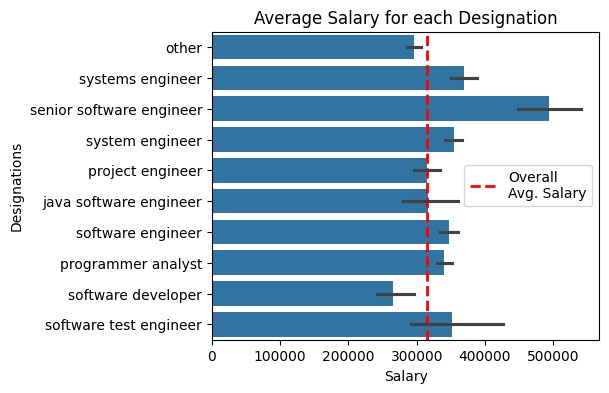 Average Salary for each Designation
Designations
other
systems engineer
senior software engineer
system engineer
project engineer
java software engineer
software engineer
programmer analyst
software developer
software test engineer
Overall
Avg. Salary
0 100000 200000 300000 400000 500000
Salary